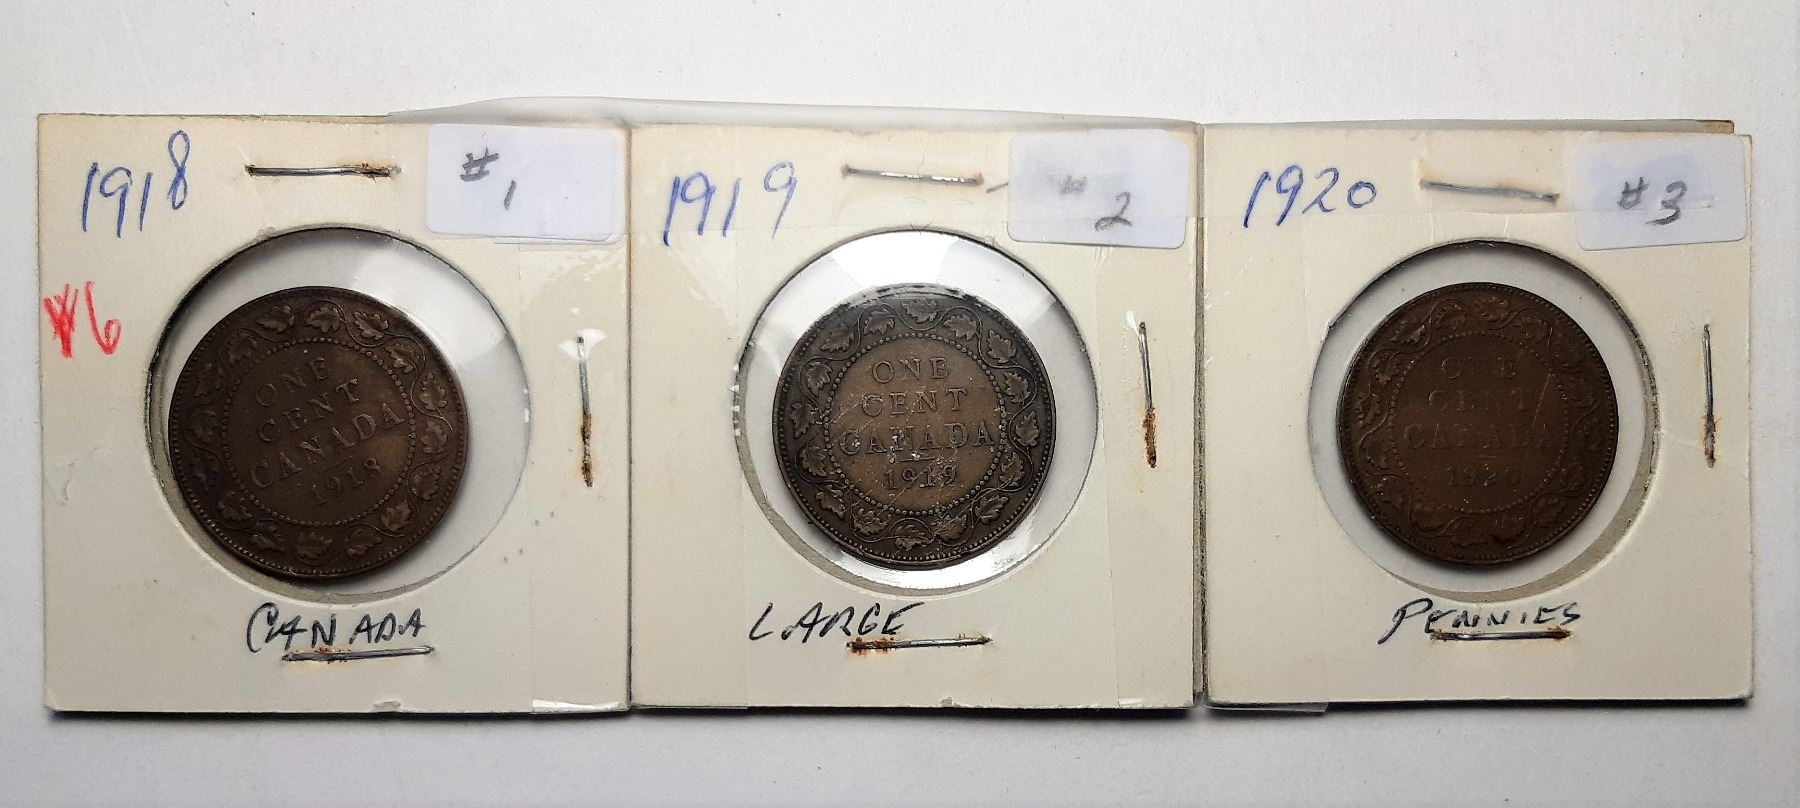 1918
#1
¥6
ONE
CENT
CANADA
1918
CANADA
1919
#2
ONE
CENT
CANADA
1919
LARGE
1920
#3
ONE
CENT
CANADA
1920
PENNIES